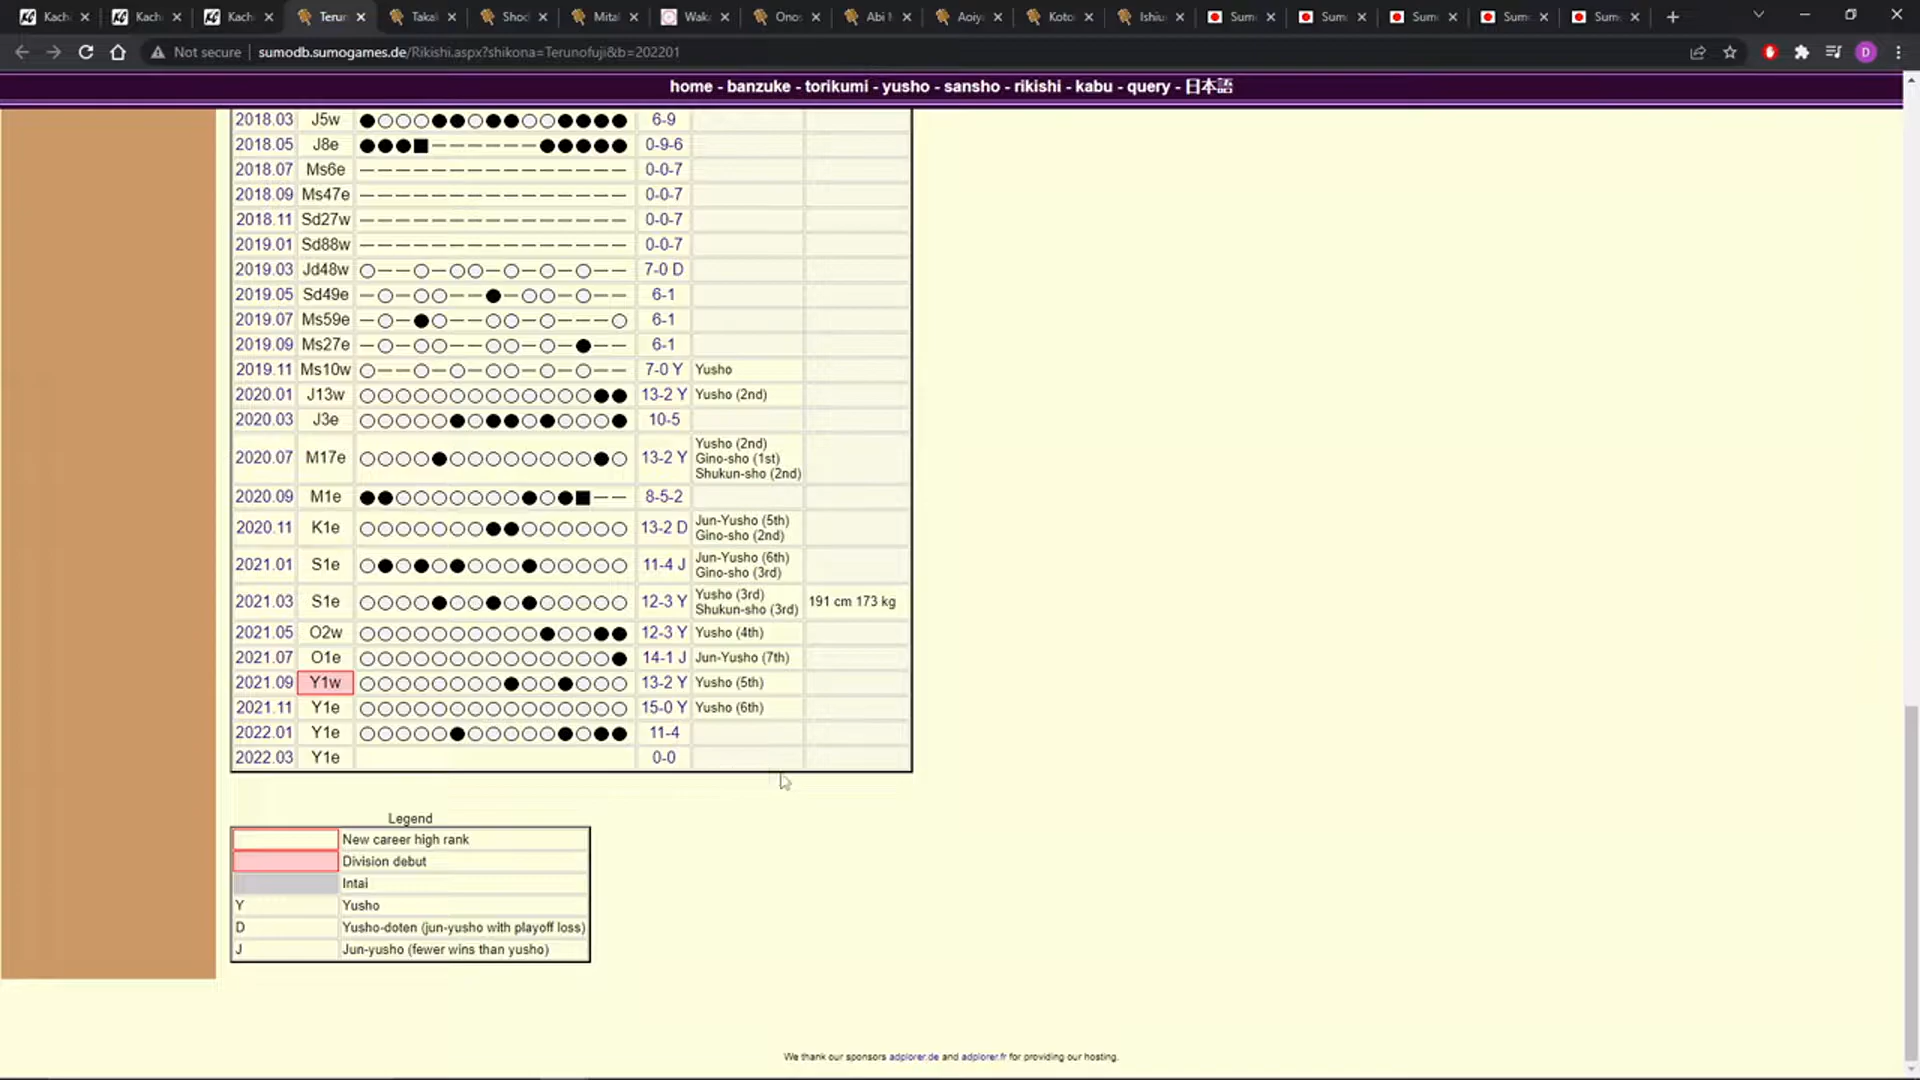 Kach
Kach
Kach
Terun
Takal
Shod
Mital
Waka
Onos
Abi I
Aoiy
Koto
Ishiu
Sum
Sum
Sum
Sum
Sum
Not secure
sumodb.sumogames.de/Rikishi.aspx?shikona=Terunofuji&b=202201
D
home - banzuke - torikumi - yusho - sansho - rikishi - kabu - query - 日本語
2018.03 J5w 6-9
2018.05 J8e 0-9-6
2018.07 Ms6e 0-0-7
2018.09 Ms47e 0-0-7
2018.11 Sd27w 0-0-7
2019.01 Sd88w 0-0-7
2019.03 Jd48w 7-0 D
2019.05 Sd49e 6-1
2019.07 Ms59e 6-1
2019.09 Ms27e 6-1
2019.11 Ms10w 7-0 Y Yusho
2020.01 J13w 13-2 Y Yusho (2nd)
2020.03 J3e 10-5
2020.07 M17e 13-2 Y Yusho (2nd)
Gino-sho (1st)
Shukun-sho (2nd)
2020.09 M1e 8-5-2
2020.11 K1e 13-2 D Jun-Yusho (5th)
Gino-sho (2nd)
2021.01 S1e 11-4 J Jun-Yusho (6th)
Gino-sho (3rd)
2021.03 S1e 12-3 Y Yusho (3rd)
Shukun-sho (3rd) 191 cm 173 kg
2021.05 O2w 12-3 Y Yusho (4th)
2021.07 O1e 14-1 J Jun-Yusho (7th)
2021.09 Y1w 13-2 Y Yusho (5th)
2021.11 Y1e 15-0 Y Yusho (6th)
2022.01 Y1e 11-4
2022.03 Y1e 0-0
Legend
New career high rank
Division debut
Intai
Y Yusho
D Yusho-doten (jun-yusho with playoff loss)
J Jun-yusho (fewer wins than yusho)
We thank our sponsors adplorer.de and adplorer.fr for providing our hosting.